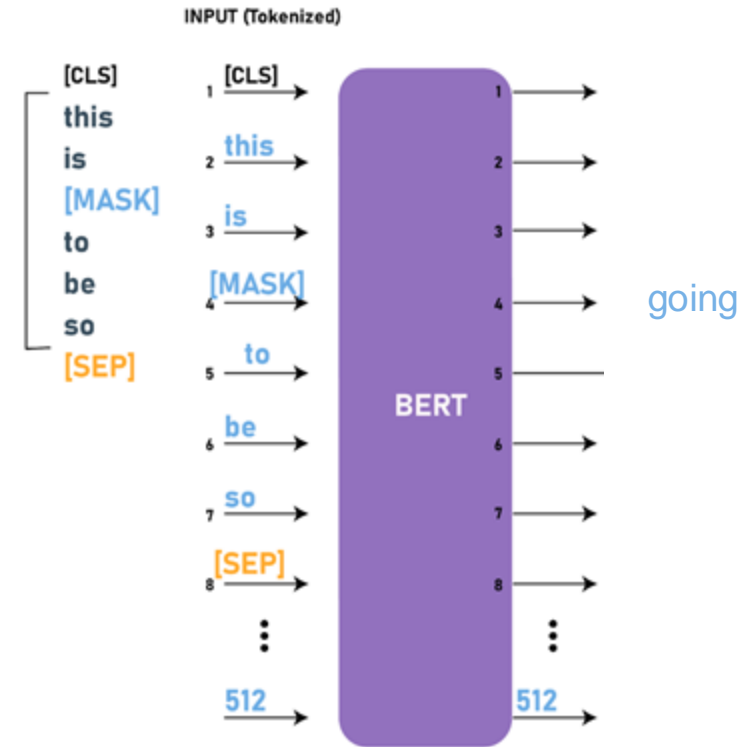 INPUT (Tokenized)
[CLS]
this
is
[MASK]
to
be
so
[SEP]
1 [CLS]
2 this
3 is
4 [MASK]
5 to
6 be
7 so
8 [SEP]
512
BERT
1
2
3
4
5
6
7
8
512
going